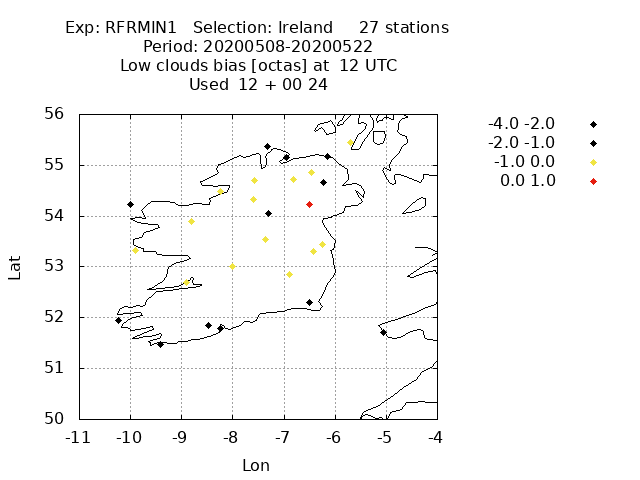 Exp: RFRMIN1 Selection: Ireland 27 stations
Period: 20200508-20200522
Low clouds bias [octas] at 12 UTC
Used 12 + 00 24
-4.0 -2.0
-2.0 -1.0
-1.0 0.0
0.0 1.0
56
55
54
53
52
51
50
Lat
-11 -10 -9 -8 -7 -6 -5 -4
Lon